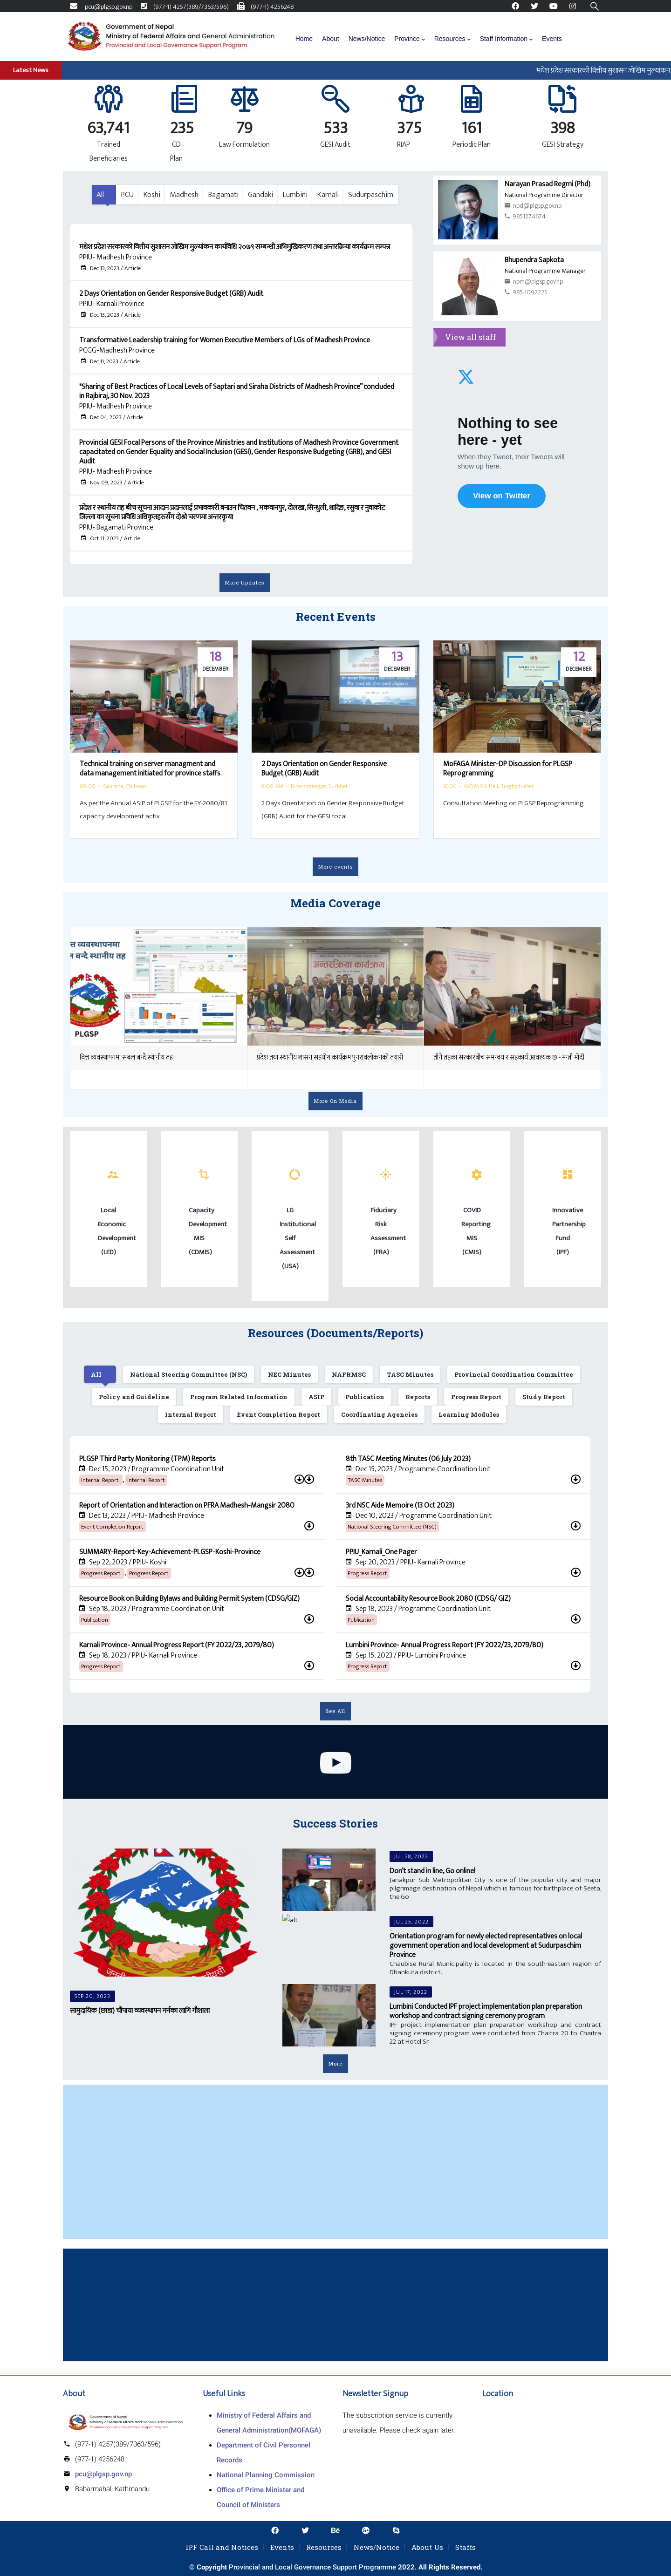 pcu@plgsp.gov.np (977-1) 4257(389/7363/596) (977-1) 4256248
Government of Nepal
Ministry of Federal Affairs and General Administration
Provincial and Local Governance Support Program
Home About News/Notice Province Resources Staff Information Events
Latest News
मधेश प्रदेश सरकारको वित्तीय सुशासन जोखिम मुल्यांकन
63,741 235 79 533 375 161 398
Trained Beneficiaries
CD Plan
Law Formulation
GESI Audit
RIAP
Periodic Plan
GESI Strategy
All PCU Koshi Madhesh Bagamati Gandaki Lumbini Karnali Sudurpaschim
मधेश प्रदेश सरकारको वित्तीय सुशासन जोखिम मुल्यांकन कार्यविधि २०७९ सम्बन्धी अभिमुखिकरण तथा अन्तरक्रिया कार्यक्रम सम्पन्न
PPIU- Madhesh Province
Dec 13, 2023 / Article
2 Days Orientation on Gender Responsive Budget (GRB) Audit
PPIU- Karnali Province
Dec 13, 2023 / Article
Transformative Leadership training for Women Executive Members of LGs of Madhesh Province
PCGG-Madhesh Province
Dec 11, 2023 / Article
"Sharing of Best Practices of Local Levels of Saptari and Siraha Districts of Madhesh Province" concluded
in Rajbiraj, 30 Nov. 2023
PPIU- Madhesh Province
Dec 04, 2023 / Article
Provincial GESI Focal Persons of the Province Ministries and Institutions of Madhesh Province Government
capacitated on Gender Equality and Social Inclusion (GESI), Gender Responsive Budgeting (GRB), and GESI
Audit
PPIU- Madhesh Province
Nov 09, 2023 / Article
प्रदेश र स्थानीय तह बीच सूचना आदान प्रदानलाई प्रभावकारी बनाउन चितवन , मकवानपुर, दोलखा, सिन्धुली, धादिङ, रसुवा र नुवाकोट
जिल्ला का सूचना प्रविधि अधिकृतहरुसँग दोश्रो चरणमा अन्तरकृया
PPIU- Bagamati Province
Oct 11, 2023 / Article
More Updates
Narayan Prasad Regmi (Phd)
National Programme Director
npd@plgsp.gov.np
9851274674
Bhupendra Sapkota
National Programme Manager
npm@plgsp.gov.np
985-1092225
View all staff
Nothing to see
here - yet
When they Tweet, their Tweets will
show up here.
View on Twitter
Recent Events
18 DECEMBER
Technical training on server managment and
data management initiated for province staffs
09:00 - Sauraha, Chitwan
As per the Annual ASIP of PLGSP for the FY-2080/81
capacity development activ
13 DECEMBER
2 Days Orientation on Gender Responsive
Budget (GRB) Audit
9:00 AM - Birendranagar, Surkhet
2 Days Orientation on Gender Responsive Budget
(GRB) Audit for the GESI focal
12 DECEMBER
MoFAGA Minister-DP Discussion for PLGSP
Reprogramming
10:30 - MOFAGA Hall, Singhadurbar
Consultation Meeting on PLGSP Reprogramming
More events
Media Coverage
त्त व्यवस्थापनमा
बन्दै स्थानीय तह
PLGSP
अन्तरक्रिया कार्यक्रम
वित्त व्यवस्थापनमा सबल बन्दै स्थानीय तह
प्रदेश तथा स्थानीय शासन सहयोग कार्यक्रम पुनरावलोकनको तयारी
तीनै तहका सरकारबीच समन्वय र सहकार्य आवश्यक छ:- मन्त्री मोदी
More On Media
Local Economic Development (LED)
Capacity Development MIS (CDMIS)
LG Institutional Self Assessment (LISA)
Fiduciary Risk Assessment (FRA)
COVID Reporting MIS (CMIS)
Innovative Partnership Fund (IPF)
Resources (Documents/Reports)
All National Steering Committee (NSC) NEC Minutes NAFRMSC TASC Minutes Provincial Coordination Committee
Policy and Guideline Program Related Information ASIP Publication Reports Progress Report Study Report
Internal Report Event Completion Report Coordinating Agencies Learning Modules
PLGSP Third Party Monitoring (TPM) Reports
Dec 15, 2023 / Programme Coordination Unit
Internal Report , Internal Report
8th TASC Meeting Minutes (06 July 2023)
Dec 15, 2023 / Programme Coordination Unit
TASC Minutes
Report of Orientation and Interaction on PFRA Madhesh-Mangsir 2080
Dec 13, 2023 / PPIU- Madhesh Province
Event Completion Report
3rd NSC Aide Memoire (13 Oct 2023)
Dec 10, 2023 / Programme Coordination Unit
National Steering Committee (NSC)
SUMMARY-Report-Key-Achievement-PLGSP-Koshi-Province
Sep 22, 2023 / PPIU- Koshi
Progress Report , Progress Report
PPIU_Karnali_One Pager
Sep 20, 2023 / PPIU- Karnali Province
Progress Report
Resource Book on Building Bylaws and Building Permit System (CDSG/GIZ)
Sep 18, 2023 / Programme Coordination Unit
Publication
Social Accountability Resource Book 2080 (CDSG/ GIZ)
Sep 18, 2023 / Programme Coordination Unit
Publication
Karnali Province- Annual Progress Report (FY 2022/23, 2079/80)
Sep 18, 2023 / PPIU- Karnali Province
Progress Report
Lumbini Province- Annual Progress Report (FY 2022/23, 2079/80)
Sep 15, 2023 / PPIU- Lumbini Province
Progress Report
See All
Success Stories
SEP 20, 2023
सामुदायिक (छाडा) चौपाया व्यवस्थापन गर्नका लागि गौशाला
alt
JUL 28, 2022
Don't stand in line, Go online!
Janakpur Sub Metropolitan City is one of the popular city and major
pilgrimage destination of Nepal which is famous for birthplace of Seeta,
the Go
JUL 25, 2022
Orientation program for newly elected representatives on local
government operation and local development at Sudurpaschim
Province
Chaubise Rural Municipality is located in the south-eastern region of
Dhankuta district.
JUL 17, 2022
Lumbini Conducted IPF project implementation plan preparation
workshop and contract signing ceremony program
IPF project implementation plan preparation workshop and contract
signing ceremony program were conducted from Chaitra 20 to Chaitra
22 at Hotel Sr
More
About
Government of Nepal
Ministry of Federal Affairs and General Administration
Provincial and Local Governance Support Program
(977-1) 4257(389/7363/596)
(977-1) 4256248
pcu@plgsp.gov.np
Babarmahal, Kathmandu
Useful Links
Ministry of Federal Affairs and
General Administration(MOFAGA)
Department of Civil Personnel
Records
National Planning Commission
Office of Prime Minister and
Council of Ministers
Newsletter Signup
The subscription service is currently
unavailable. Please check again later.
Location
IPF Call and Notices Events Resources News/Notice About Us Staffs
© Copyright Provincial and Local Governance Support Programme 2022. All Rights Reserved.